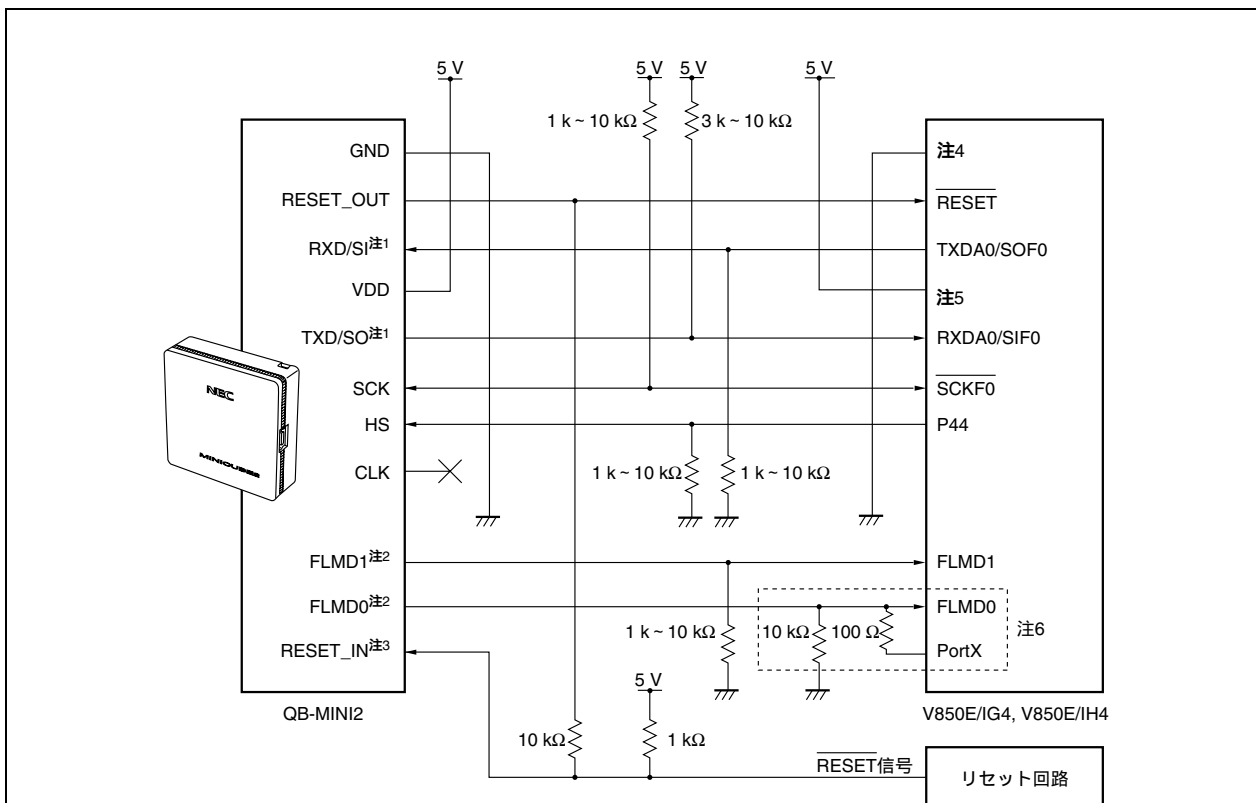 5 V 5 V 5 V 5 V
1 k ~ 10 kΩ 3 k ~ 10 kΩ
GND 注4
RESET_OUT RESET
RXD/SI注1 TXDA0/SOF0
VDD 注5
TXD/SO注1 RXDA0/SIF0
SCK SCKF0
HS P44
CLK 1 k ~ 10 kΩ 1 k ~ 10 kΩ
NEC
MINICUBE2
FLMD1注2 FLMD1
FLMD0注2 FLMD0
1 k ~ 10 kΩ 10 kΩ 100 Ω 注6
RESET_IN注3 PortX
5 V
QB-MINI2 V850E/IG4, V850E/IH4
10 kΩ 1 kΩ
RESET信号 リセット回路